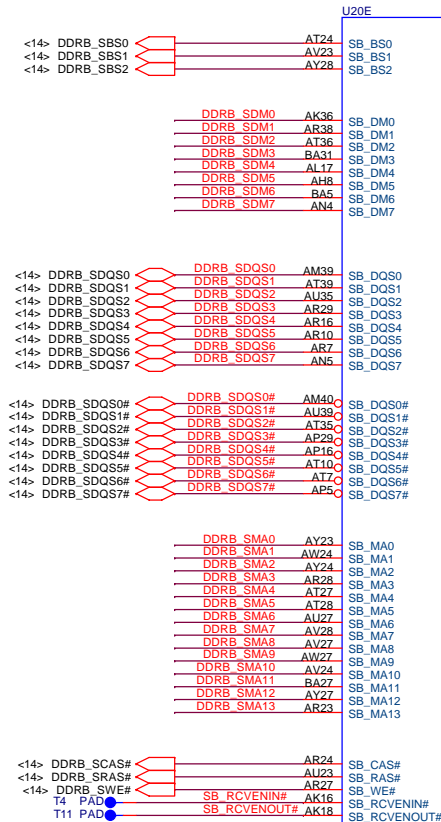 U20E
<14> DDRB_SBS0 AT24 SB_BS0
<14> DDRB_SBS1 AV23 SB_BS1
<14> DDRB_SBS2 AY28 SB_BS2
DDRB_SDM0 AK36 SB_DM0
DDRB_SDM1 AR38 SB_DM1
DDRB_SDM2 AT36 SB_DM2
DDRB_SDM3 BA31 SB_DM3
DDRB_SDM4 AL17 SB_DM4
DDRB_SDM5 AH8 SB_DM5
DDRB_SDM6 BA5 SB_DM6
DDRB_SDM7 AN4 SB_DM7
<14> DDRB_SDQS0 DDRB_SDQS0 AM39 SB_DQS0
<14> DDRB_SDQS1 DDRB_SDQS1 AT39 SB_DQS1
<14> DDRB_SDQS2 DDRB_SDQS2 AU35 SB_DQS2
<14> DDRB_SDQS3 DDRB_SDQS3 AR29 SB_DQS3
<14> DDRB_SDQS4 DDRB_SDQS4 AR16 SB_DQS4
<14> DDRB_SDQS5 DDRB_SDQS5 AR10 SB_DQS5
<14> DDRB_SDQS6 DDRB_SDQS6 AR7 SB_DQS6
<14> DDRB_SDQS7 DDRB_SDQS7 AN5 SB_DQS7
<14> DDRB_SDQS0# DDRB_SDQS0# AM40 SB_DQS0#
<14> DDRB_SDQS1# DDRB_SDQS1# AU39 SB_DQS1#
<14> DDRB_SDQS2# DDRB_SDQS2# AT35 SB_DQS2#
<14> DDRB_SDQS3# DDRB_SDQS3# AP29 SB_DQS3#
<14> DDRB_SDQS4# DDRB_SDQS4# AP16 SB_DQS4#
<14> DDRB_SDQS5# DDRB_SDQS5# AT10 SB_DQS5#
<14> DDRB_SDQS6# DDRB_SDQS6# AT7 SB_DQS6#
<14> DDRB_SDQS7# DDRB_SDQS7# AP5 SB_DQS7#
DDRB_SMA0 AY23 SB_MA0
DDRB_SMA1 AW24 SB_MA1
DDRB_SMA2 AY24 SB_MA2
DDRB_SMA3 AR28 SB_MA3
DDRB_SMA4 AT27 SB_MA4
DDRB_SMA5 AT28 SB_MA5
DDRB_SMA6 AU27 SB_MA6
DDRB_SMA7 AV28 SB_MA7
DDRB_SMA8 AV27 SB_MA8
DDRB_SMA9 AW27 SB_MA9
DDRB_SMA10 AV24 SB_MA10
DDRB_SMA11 BA27 SB_MA11
DDRB_SMA12 AY27 SB_MA12
DDRB_SMA13 AR23 SB_MA13
<14> DDRB_SCAS# AR24 SB_CAS#
<14> DDRB_SRAS# AU23 SB_RAS#
<14> DDRB_SWE# AR27 SB_WE#
T4 PAD SB_RCVENIN# AK16 SB_RCVENIN#
T11 PAD SB_RCVENOUT# AK18 SB_RCVENOUT#